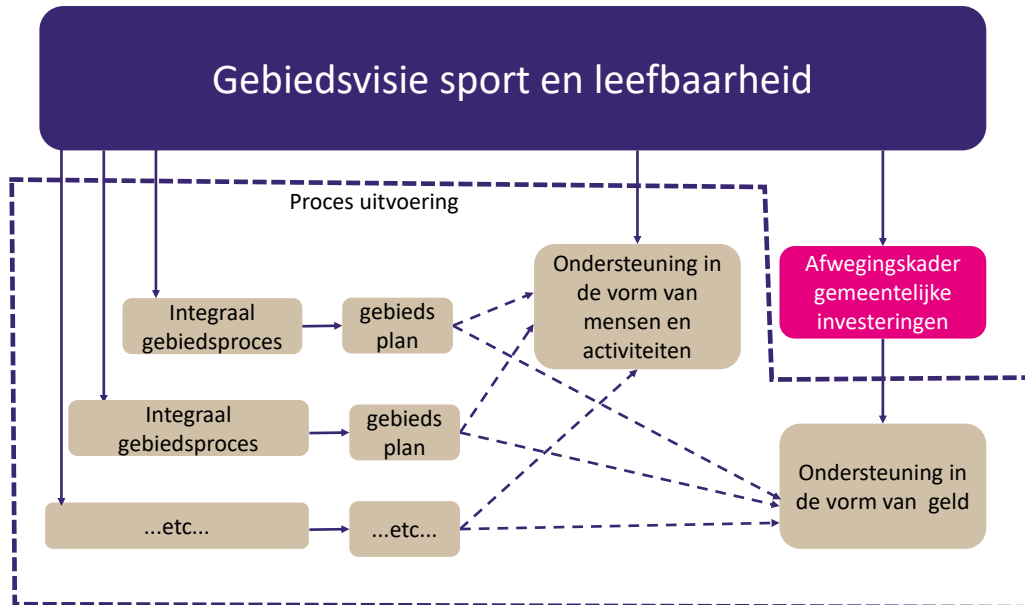 Gebiedsvisie sport en leefbaarheid
Proces uitvoering
Ondersteuning in
de vorm van
mensen en
activiteiten
Afwegingskader
gemeentelijke
investeringen
Integraal
gebiedsproces
gebieds
plan
Integraal
gebiedsproces
gebieds
plan
Ondersteuning in
de vorm van  geld
...etc...
...etc...